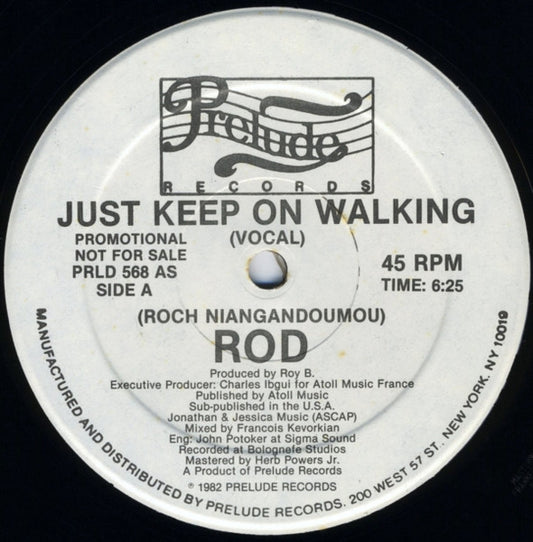 Prelude
RECORDS
JUST KEEP ON WALKING
(VOCAL)
PROMOTIONAL
NOT FOR SALE
PRLD 568 AS
SIDE A
45 RPM
TIME: 6:25
(ROCH NIANGANDOUMOU)
ROD
Produced by Roy B.
Executive Producer: Charles Ibgui for Atoll Music France
Published by Atoll Music
Sub-published in the U.S.A.
Jonathan & Jessica Music (ASCAP)
Mixed by Francois Kevorkian
Eng: John Potoker at Sigma Sound
Recorded at Bolognefe Studios
Mastered by Herb Powers Jr.
A Product of Prelude Records
℗ 1982 PRELUDE RECORDS
MANUFACTURED AND DISTRIBUTED BY PRELUDE RECORDS. 200 WEST 57 ST. NEW YORK. NY 10019